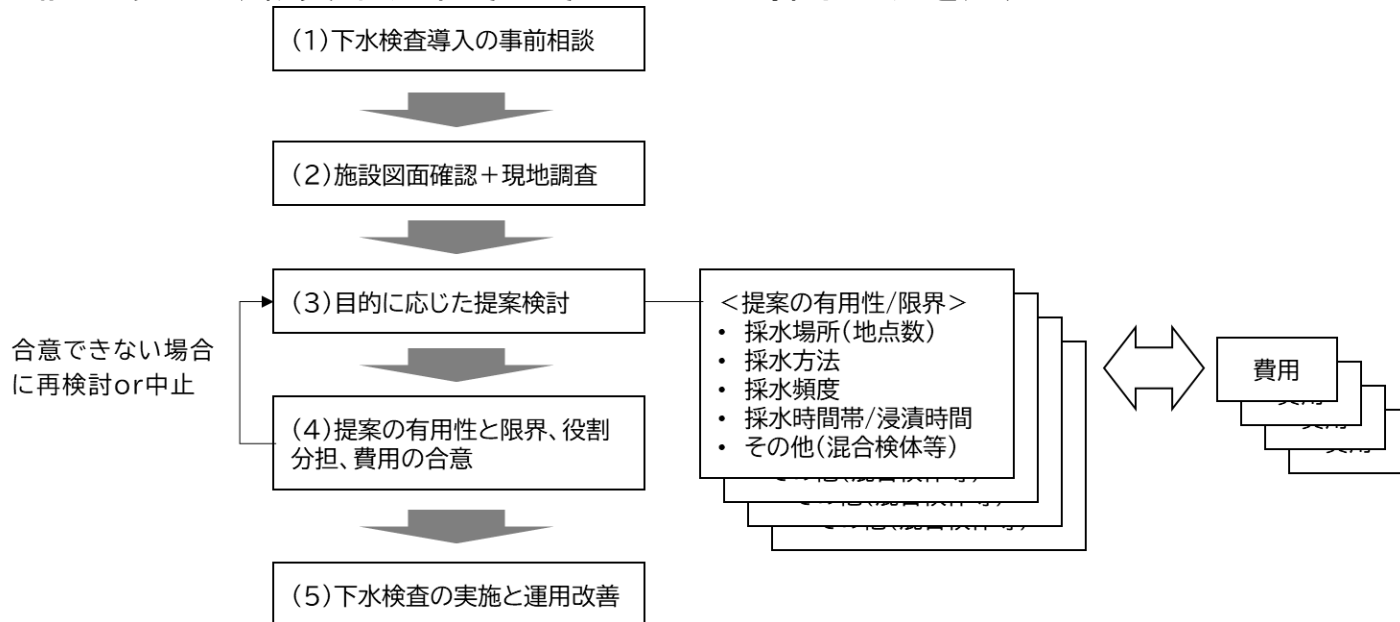 (1)下水検査導入の事前相談
(2)施設図面確認+現地調査
(3)目的に応じた提案検討
合意できない場合
に再検討or中止
(4)提案の有用性と限界、役割
分担、費用の合意
(5)下水検査の実施と運用改善
<提案の有用性/限界>
・ 採水場所(地点数)
・ 採水方法
・ 採水頻度
・ 採水時間帯/浸漬時間
・ その他(混合検体等)
費用